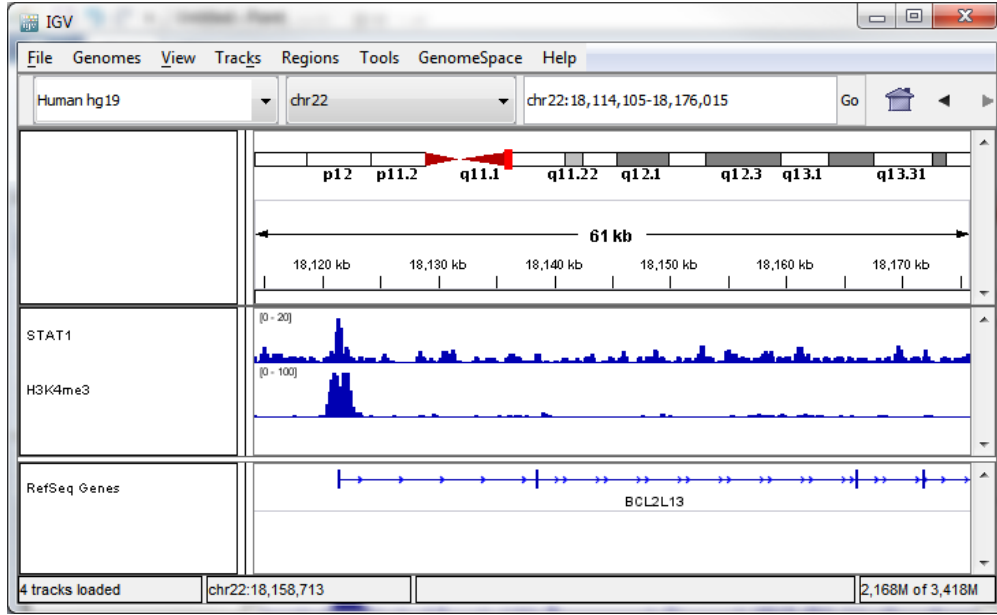 IGV
File Genomes View Tracks Regions Tools GenomeSpace Help
Human hg19 chr22 chr22:18,114,105-18,176,015 Go
p12 p11.2 q11.1 q11.22 q12.1 q12.3 q13.1 q13.31
61 kb
18,120 kb 18,130 kb 18,140 kb 18,150 kb 18,160 kb 18,170 kb
[0 - 20]
STAT1
[0 - 100]
H3K4me3
RefSeq Genes
BCL2L13
4 tracks loaded chr22:18,158,713 2,168M of 3,418M